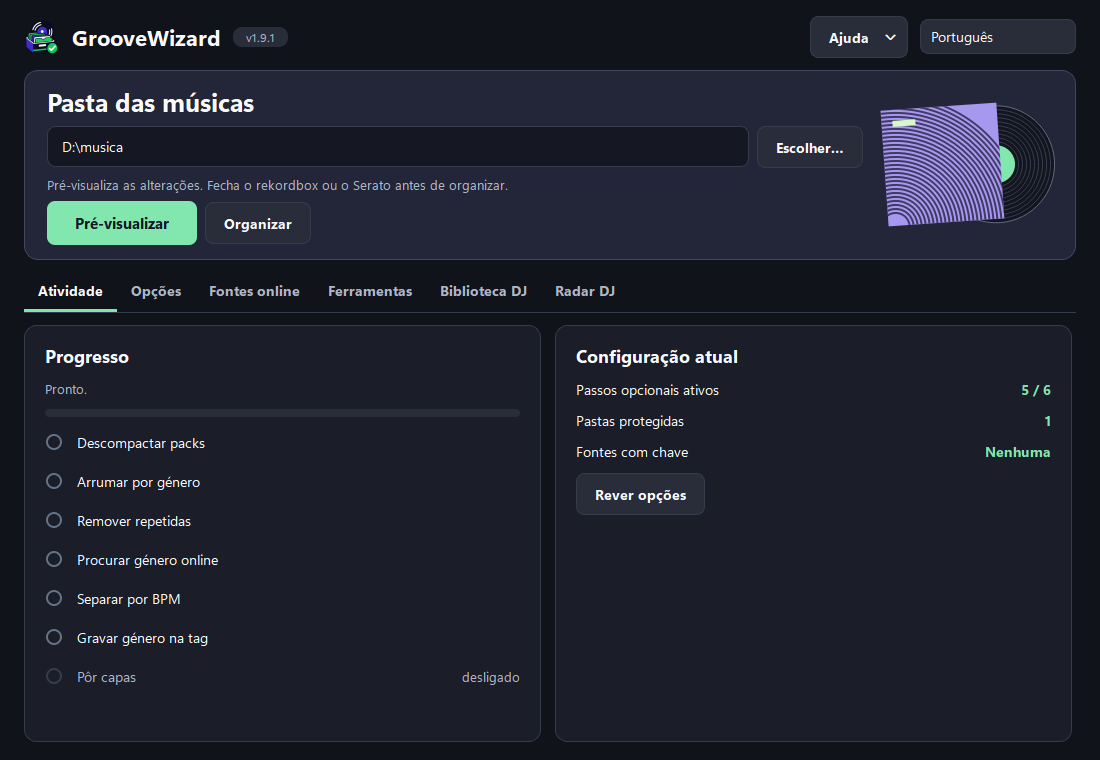 GrooveWizard v1.9.1 Ajuda Português
Pasta das músicas
D:\musica Escolher...
Pré-visualiza as alterações. Fecha o rekordbox ou o Serato antes de organizar.
Pré-visualizar Organizar
Atividade Opções Fontes online Ferramentas Biblioteca DJ Radar DJ
Progresso
Pronto.
Descompactar packs
Arrumar por género
Remover repetidas
Procurar género online
Separar por BPM
Gravar género na tag
Pôr capas desligado
Configuração atual
Passos opcionais ativos 5 / 6
Pastas protegidas 1
Fontes com chave Nenhuma
Rever opções